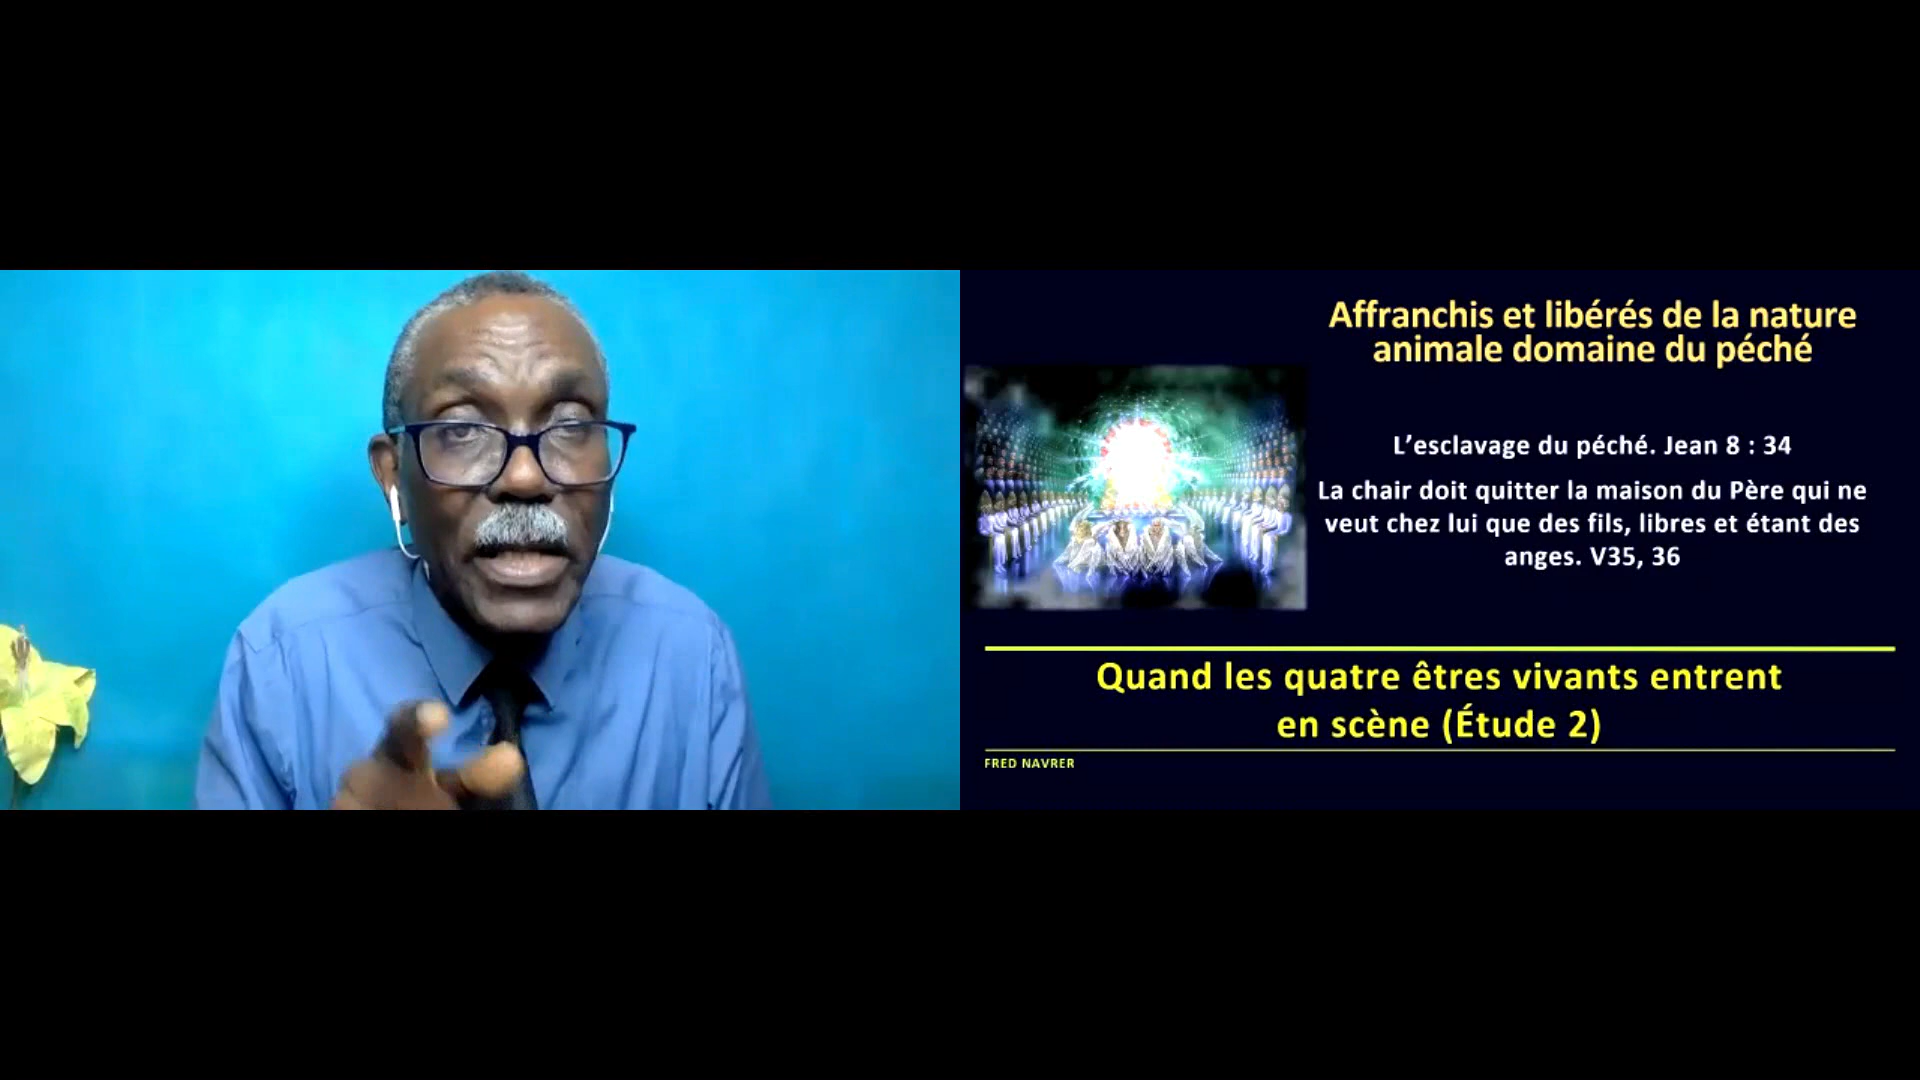 Affranchis et libérés de la nature
animale domaine du péché
L’esclavage du péché. Jean 8 : 34
La chair doit quitter la maison du Père qui ne
veut chez lui que des fils, libres et étant des
anges. V35, 36
Quand les quatre êtres vivants entrent
en scène (Étude 2)
FRED NAVRER